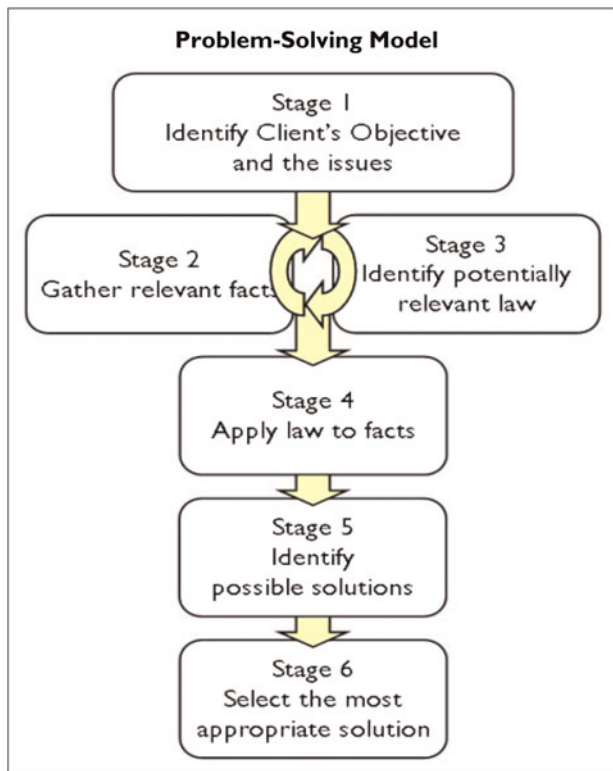 Problem-Solving Model
Stage 1
Identify Client's Objective
and the issues
Stage 2
Gather relevant facts
Stage 3
Identify potentially
relevant law
Stage 4
Apply law to facts
Stage 5
Identify
possible solutions
Stage 6
Select the most
appropriate solution